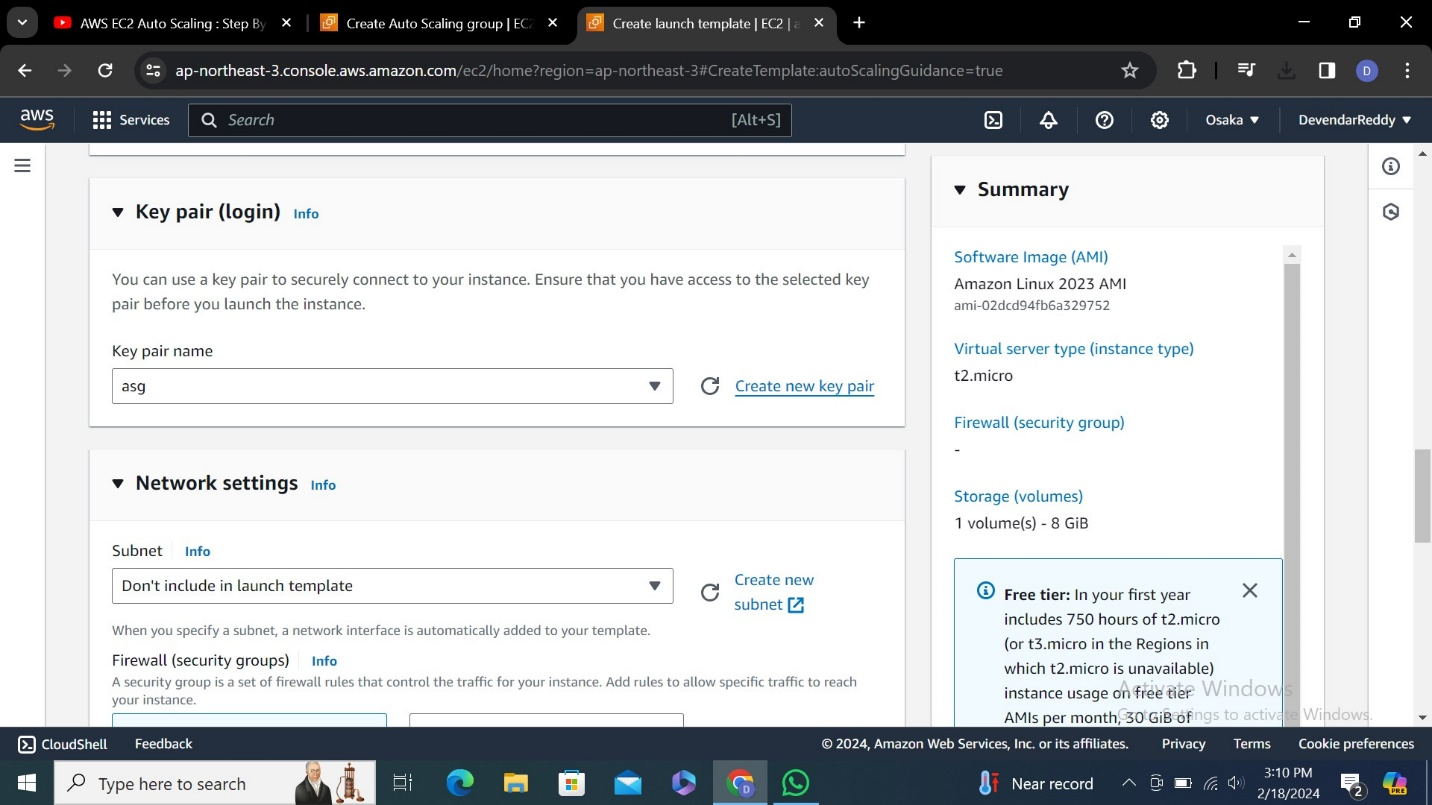 AWS EC2 Auto Scaling : Step By
Create Auto Scaling group | EC2
Create launch template | EC2 | a
ap-northeast-3.console.aws.amazon.com/ec2/home?region=ap-northeast-3#CreateTemplate:autoScalingGuidance=true
D
aws
Services
Search
[Alt+S]
Osaka
DevendarReddy
Key pair (login)
Info
You can use a key pair to securely connect to your instance. Ensure that you have access to the selected key
pair before you launch the instance.
Key pair name
asg
Create new key pair
Network settings
Info
Subnet
Info
Don't include in launch template
Create new
subnet
When you specify a subnet, a network interface is automatically added to your template.
Firewall (security groups)
Info
A security group is a set of firewall rules that control the traffic for your instance. Add rules to allow specific traffic to reach
your instance.
Summary
Software Image (AMI)
Amazon Linux 2023 AMI
ami-02dcd94fb6a329752
Virtual server type (instance type)
t2.micro
Firewall (security group)
-
Storage (volumes)
1 volume(s) - 8 GiB
Free tier: In your first year
includes 750 hours of t2.micro
(or t3.micro in the Regions in
which t2.micro is unavailable)
instance usage on free tier
AMIs per month, 30 GiB of
Activate Windows
Go to Settings to activate Windows.
CloudShell
Feedback
© 2024, Amazon Web Services, Inc. or its affiliates.
Privacy
Terms
Cookie preferences
Type here to search
D
Near record
3:10 PM
2/18/2024
2
PRE